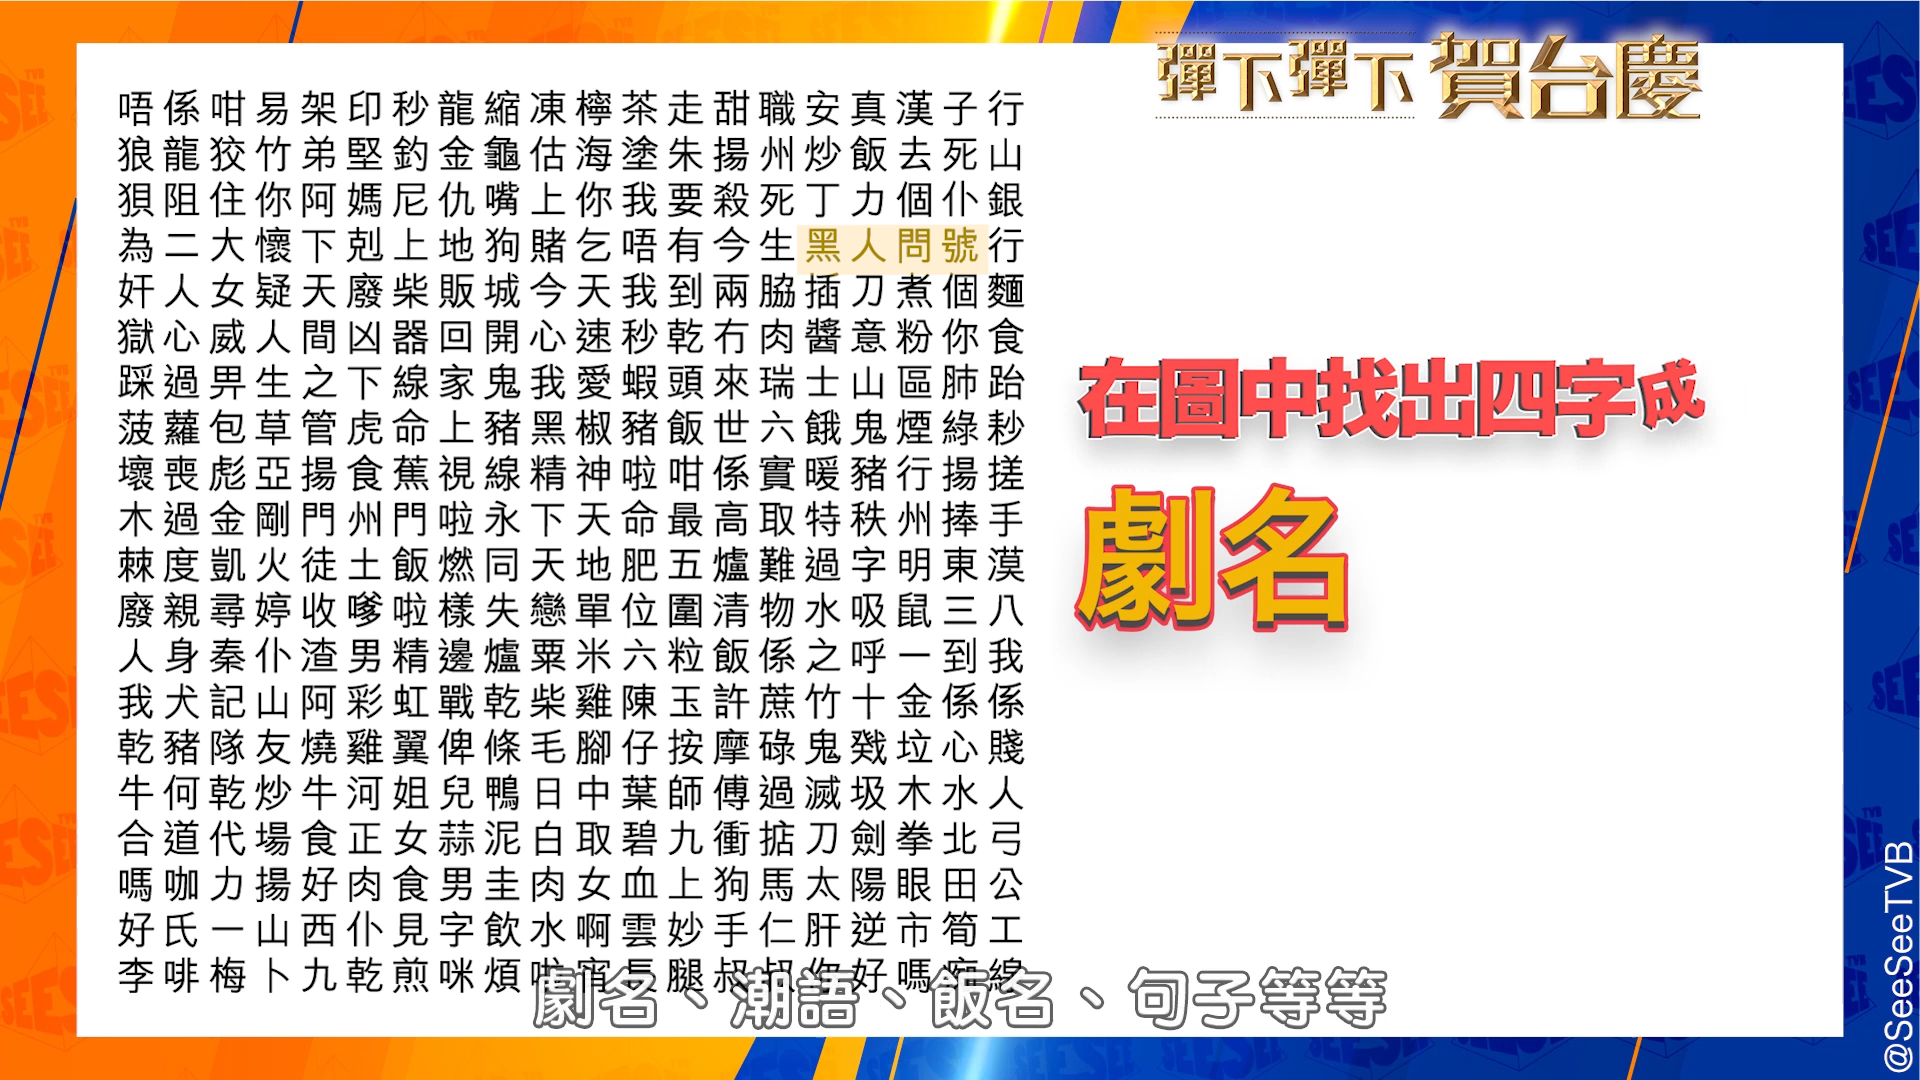 彈下彈下賀台慶
唔係咁易架印秒龍縮凍檸茶走甜職安真漢子行
狼龍狡竹弟堅釣金龜估海塗朱揚州炒飯去死山
狽阻住你阿媽尼仇嘴上你我要殺死丁力個仆銀
為二大懷下剋上地狗賭乞唔有今生黑人問號行
奸人女疑天廢柴販城今天我到兩脇插刀煮個麵
獄心威人間凶器回開心速秒乾冇肉醬意粉你食
踩過界生之下線家鬼我愛蝦頭來瑞士山區肺跆
菠蘿包草管虎命上豬黑椒豬飯世六餓鬼煙綠秒
壞喪彪亞揚食蕉視線精神啦咁係實暖豬行揚搓
木過金剛門州門啦永下天命最高取特秩州捧手
棘度凱火徒土飯燃同天地肥五爐難過字明東漠
廢親尋婷收嗲啦樣失戀單位圍清物水吸鼠三八
人身秦仆渣男精邊爐粟米六粒飯係之呼一到我
我犬記山阿彩虹戰乾柴雞陳玉許蔗竹十金係係
乾豬隊友燒雞翼俾條毛腳仔按摩碌鬼戮垃心賤
牛何乾炒牛河姐兒鴨日中葉師傅過滅圾木水人
合道代場食正女蒜泥白取碧九衝掂刀劍拳北弓
嗎咖力揚好肉食男圭肉女血上狗馬太陽眼田公
好氏一山西仆見字飲水啊雲妙手仁肝逆市筍工
李啡梅卜九乾煎咪煩啦宵長腿叔叔你好嗎痴線
在圖中找出四字成
劇名
劇名、潮語、飯名、句子等等
@SeeSeeTVB